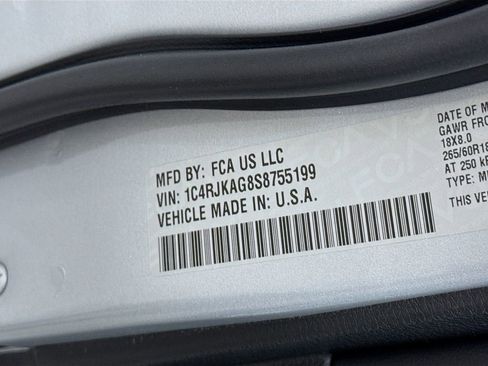 MFD BY: FCA US LLC
VIN: 1C4RJKAG8S8755199
VEHICLE MADE IN: U.S.A.
DATE OF M
GAWR FRO
18X8.0
265/60R18
AT 250 kP
TYPE: M
THIS VE